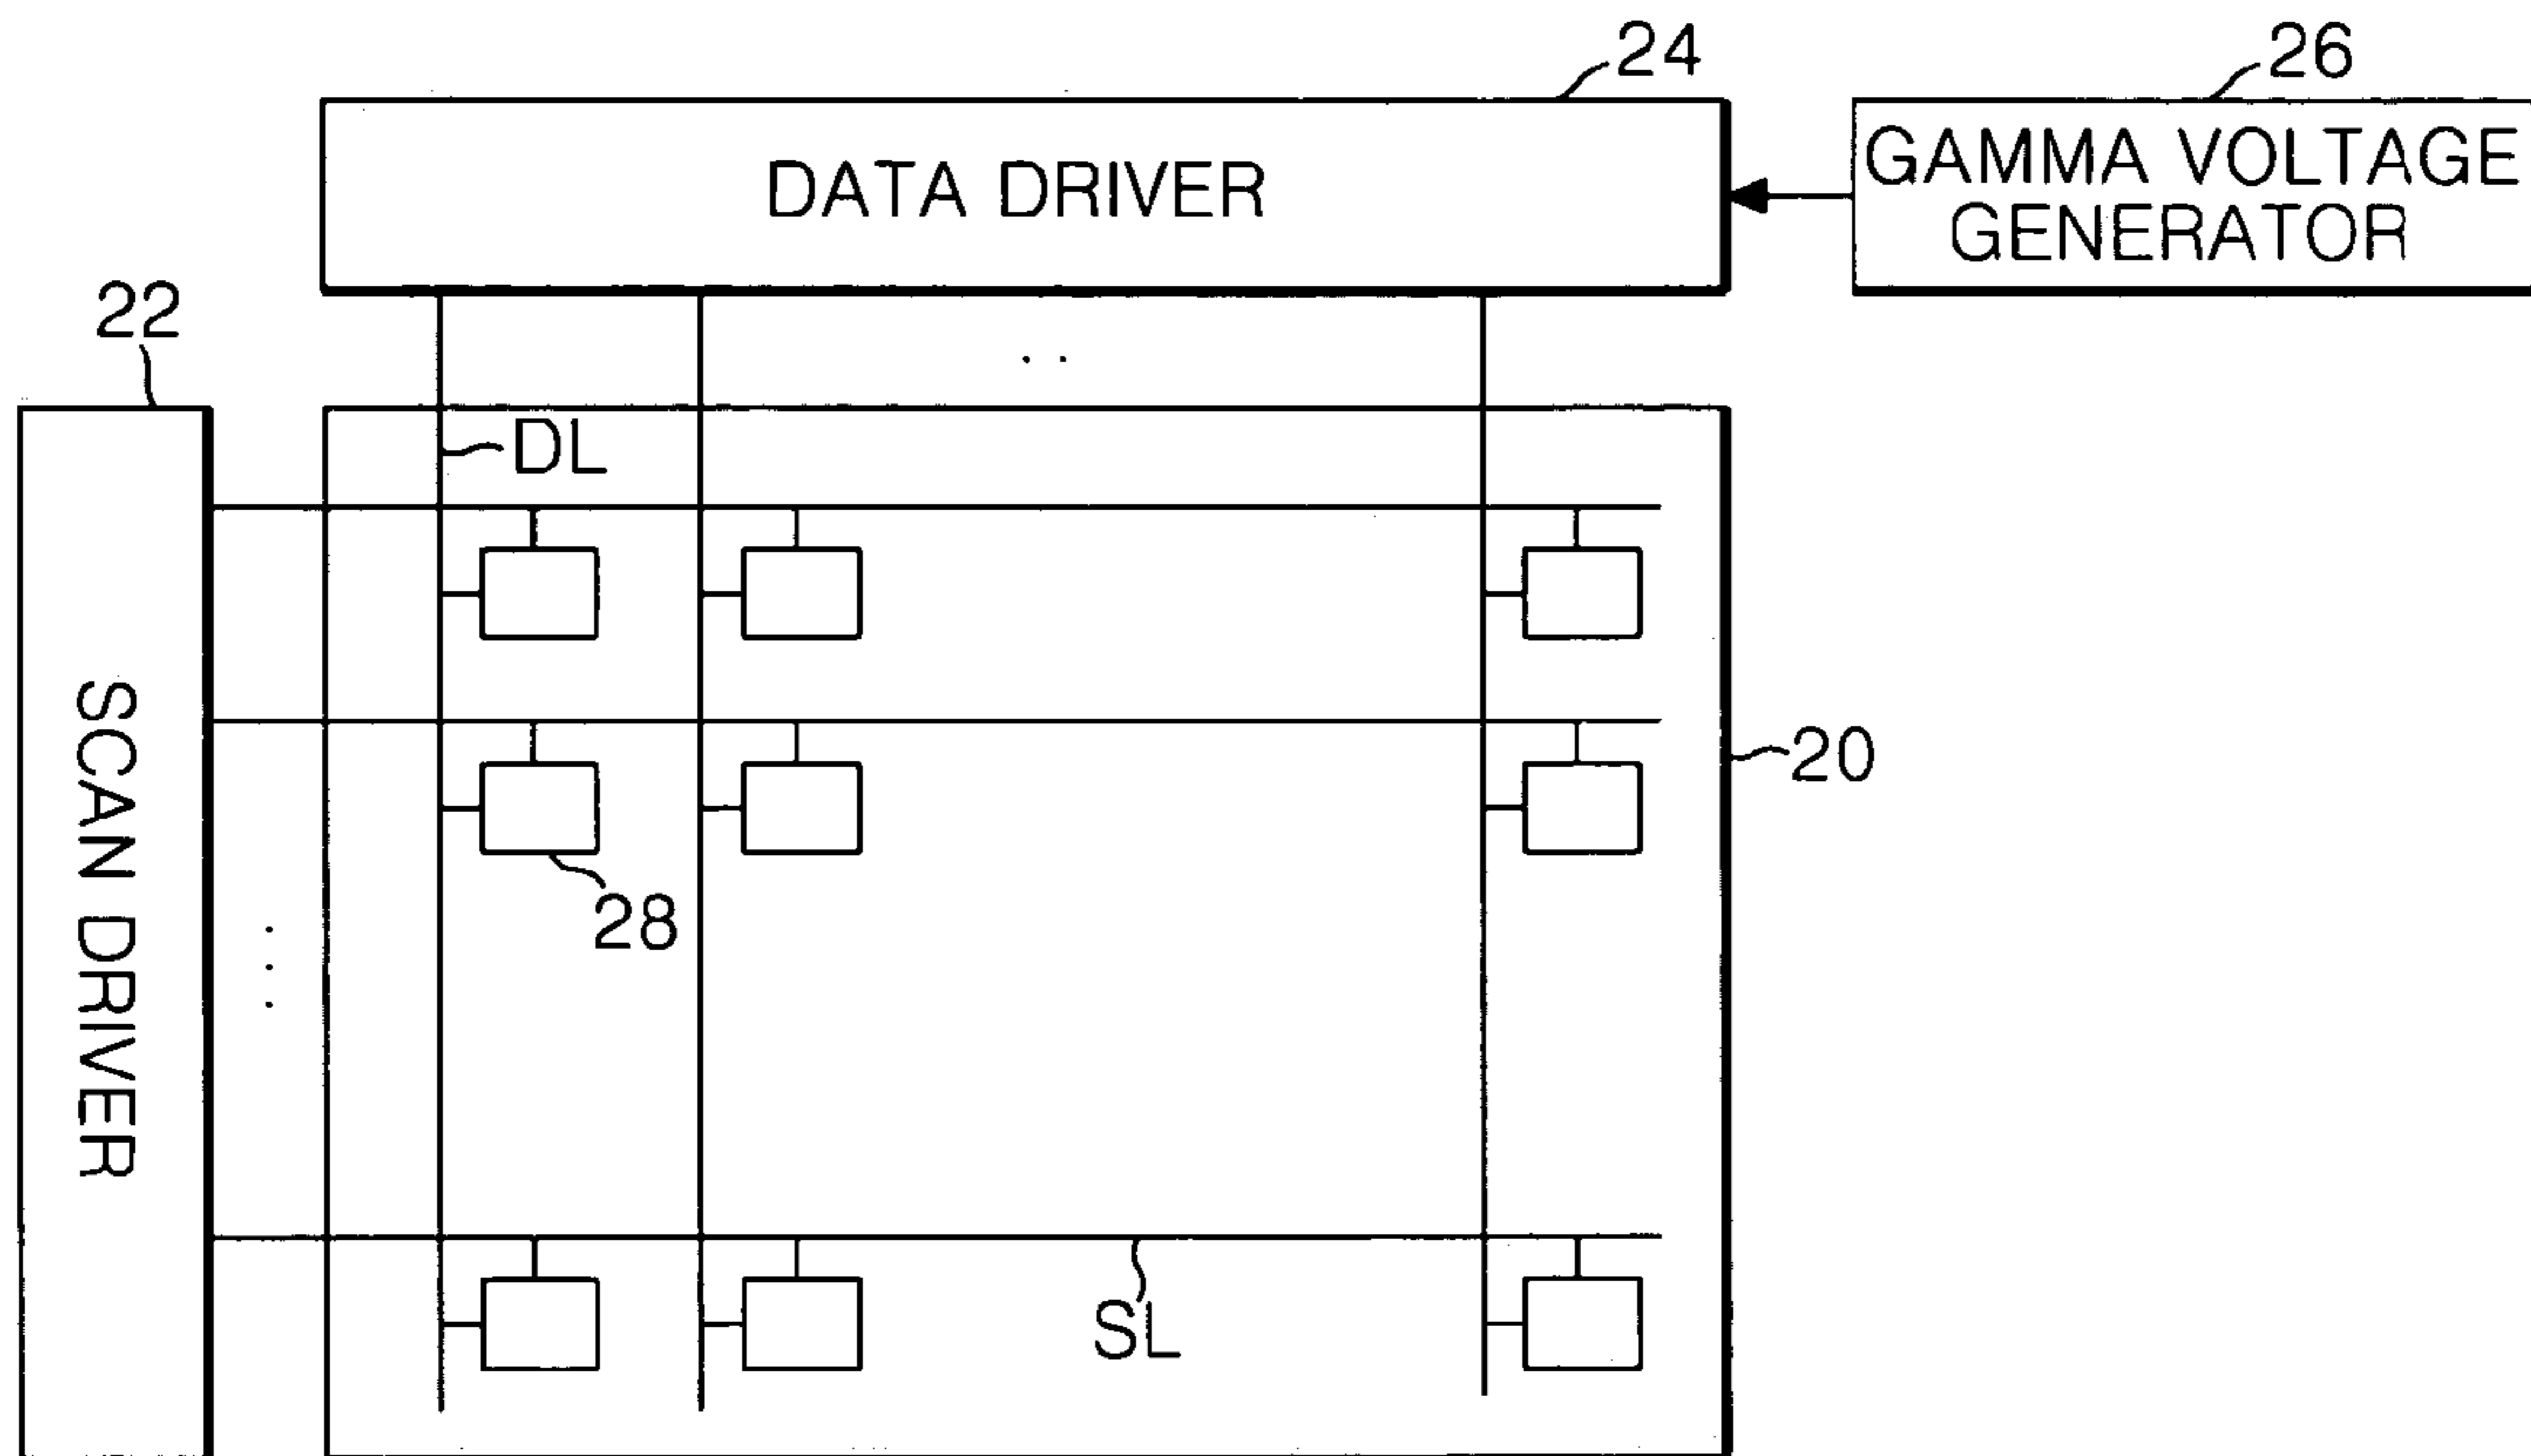 24
26
DATA DRIVER
GAMMA VOLTAGE
GENERATOR
22
DL
SCAN DRIVER
20
28
SL